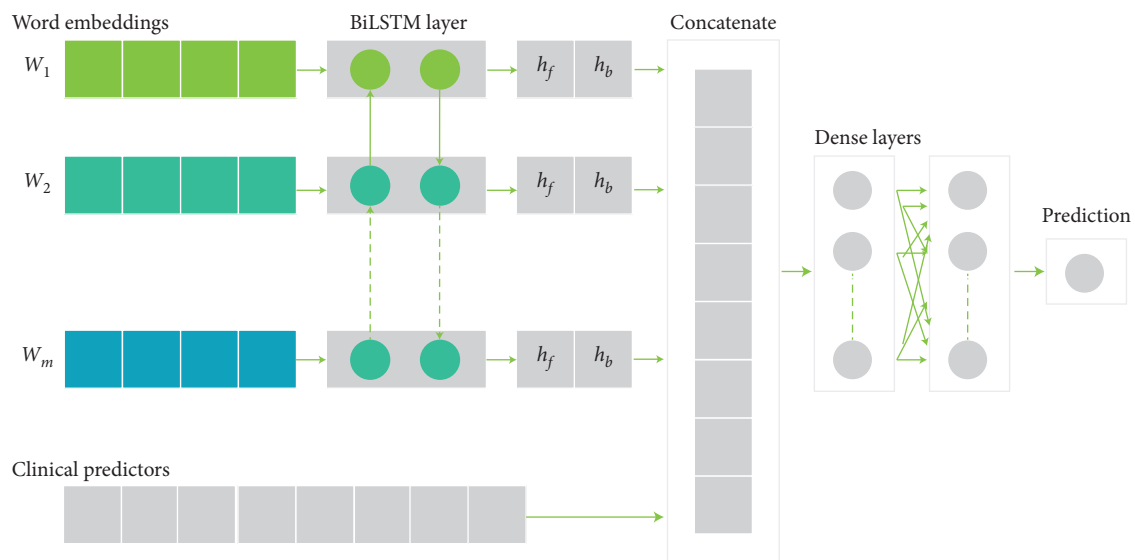 Word embeddings
BiLSTM layer
Concatenate
W1
hf
hb
Dense layers
W2
hf
hb
Prediction
Wm
hf
hb
Clinical predictors